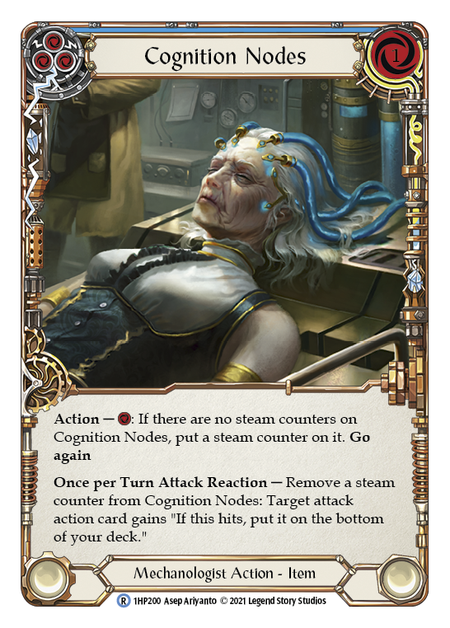 Cognition Nodes
1
Action — : If there are no steam counters on
Cognition Nodes, put a steam counter on it. Go
again
Once per Turn Attack Reaction — Remove a steam
counter from Cognition Nodes: Target attack
action card gains "If this hits, put it on the bottom
of your deck."
Mechanologist Action - Item
R 1HP200 Asep Ariyanto © 2021 Legend Story Studios